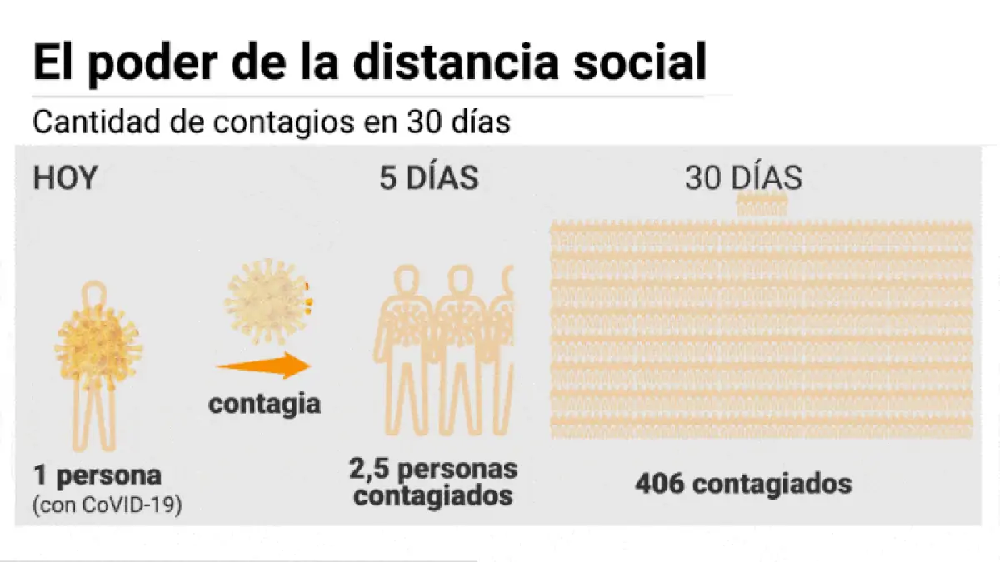 El poder de la distancia social
Cantidad de contagios en 30 días
HOY
5 DÍAS
30 DÍAS
contagia
1 persona
(con CoVID-19)
2,5 personas
contagiados
406 contagiados